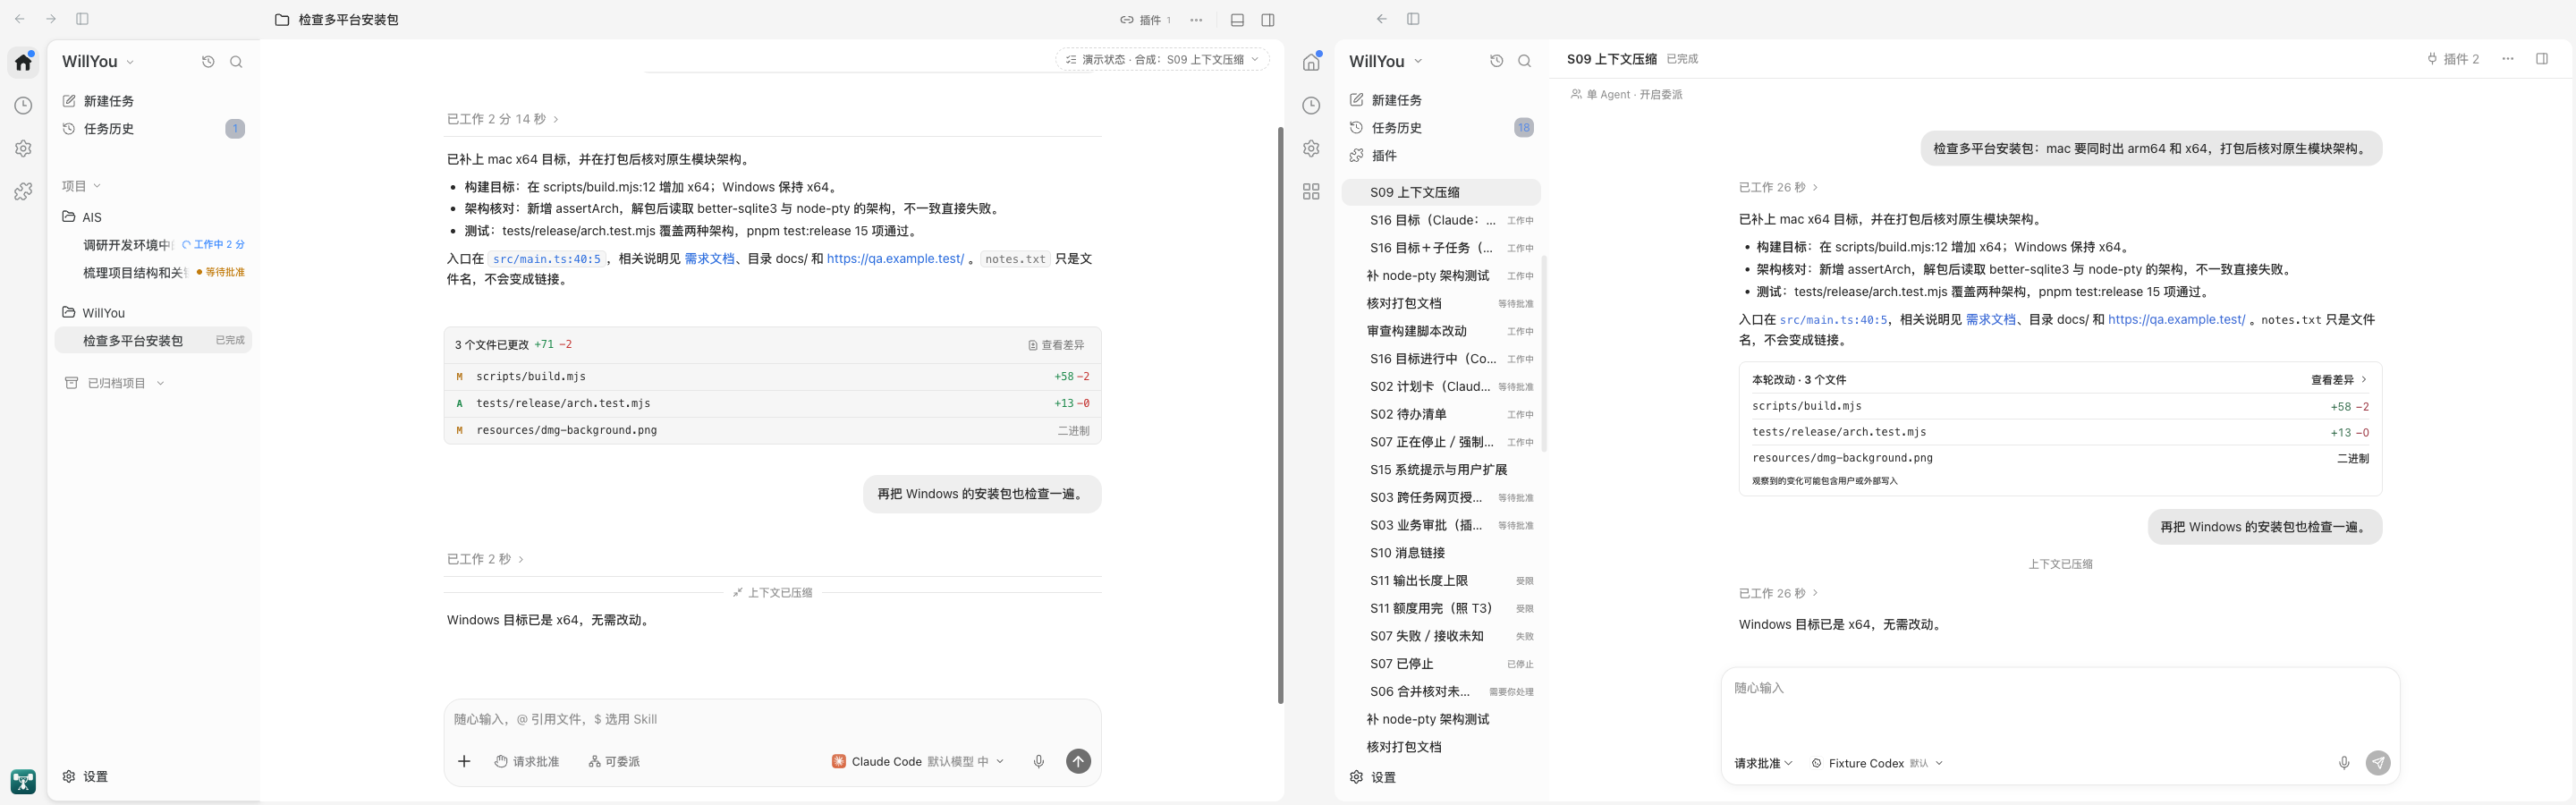 检查多平台安装包
插件 1
WillYou
新建任务
任务历史
1
项目
AIS
调研开发环境中
工作中 2 分
梳理项目结构和关
等待批准
WillYou
检查多平台安装包
已完成
已归档项目
设置
演示状态 · 合成：S09 上下文压缩
已工作 2 分 14 秒
已补上 mac x64 目标，并在打包后核对原生模块架构。
构建目标：在 scripts/build.mjs:12 增加 x64；Windows 保持 x64。
架构核对：新增 assertArch，解包后读取 better-sqlite3 与 node-pty 的架构，不一致直接失败。
测试：tests/release/arch.test.mjs 覆盖两种架构，pnpm test:release 15 项通过。
入口在 src/main.ts:40:5，相关说明见 需求文档、目录 docs/ 和 https://qa.example.test/ 。notes.txt 只是文
件名，不会变成链接。
3 个文件已更改 +71 −2
查看差异
M scripts/build.mjs +58 −2
A tests/release/arch.test.mjs +13 −0
M resources/dmg-background.png 二进制
再把 Windows 的安装包也检查一遍。
已工作 2 秒
上下文已压缩
Windows 目标已是 x64，无需改动。
随心输入，@ 引用文件，$ 选用 Skill
请求批准
可委派
Claude Code 默认模型 中
WillYou
新建任务
任务历史
18
插件
S09 上下文压缩
S16 目标（Claude：... 工作中
S16 目标＋子任务（... 工作中
补 node-pty 架构测试 工作中
核对打包文档 等待批准
审查构建脚本改动 工作中
S16 目标进行中（Co... 工作中
S02 计划卡（Claud... 等待批准
S02 待办清单 工作中
S07 正在停止 / 强制... 工作中
S15 系统提示与用户扩展
S03 跨任务网页授... 等待批准
S03 业务审批（插... 等待批准
S10 消息链接
S11 输出长度上限 受限
S11 额度用完（照 T3） 受限
S07 失败 / 接收未知 失败
S07 已停止 已停止
S06 合并核对未... 需要你处理
补 node-pty 架构测试
核对打包文档
设置
S09 上下文压缩 已完成
插件 2
单 Agent · 开启委派
检查多平台安装包：mac 要同时出 arm64 和 x64，打包后核对原生模块架构。
已工作 26 秒
已补上 mac x64 目标，并在打包后核对原生模块架构。
构建目标：在 scripts/build.mjs:12 增加 x64；Windows 保持 x64。
架构核对：新增 assertArch，解包后读取 better-sqlite3 与 node-pty 的架构，不一致直接失败。
测试：tests/release/arch.test.mjs 覆盖两种架构，pnpm test:release 15 项通过。
入口在 src/main.ts:40:5，相关说明见 需求文档、目录 docs/ 和 https://qa.example.test/ 。notes.txt 只是文件
名，不会变成链接。
本轮改动 · 3 个文件
查看差异
scripts/build.mjs +58 −2
tests/release/arch.test.mjs +13 −0
resources/dmg-background.png 二进制
观察到的变化可能包含用户或外部写入
再把 Windows 的安装包也检查一遍。
上下文已压缩
已工作 26 秒
Windows 目标已是 x64，无需改动。
随心输入
请求批准
Fixture Codex 默认